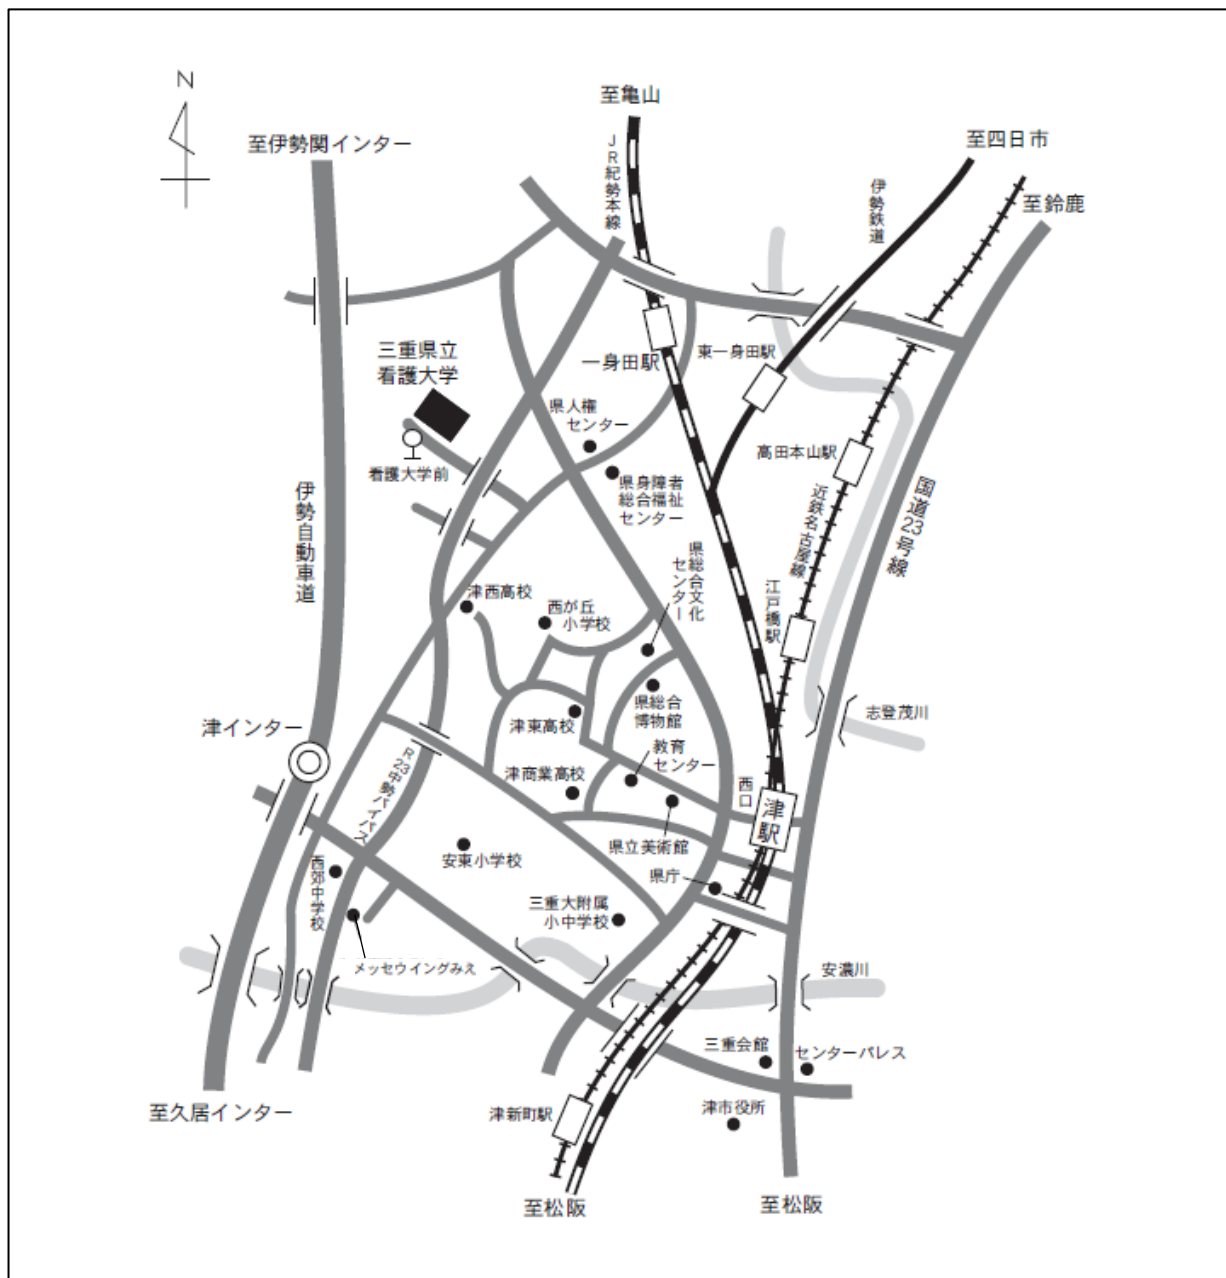 N
至亀山
至四日市
至伊勢関インター
JR紀勢本線
伊勢鉄道
至鈴鹿
三重県立
看護大学
一身田駅
東一身田駅
県人権
センター
高田本山駅
看護大学前
県身障者
総合福祉
センター
伊勢自動車道
近鉄名古屋線
国道23号線
県総合文化
センター
江戸橋駅
津西高校
西が丘
小学校
県総合
博物館
津東高校
志登茂川
津インター
R23中勢バイパス
教育
センター
津商業高校
西口
津駅
県立美術館
安東小学校
西郊中学校
県庁
三重大附属
小中学校
メッセウイングみえ
安濃川
三重会館
センターパレス
至久居インター
津新町駅
津市役所
至松阪
至松阪